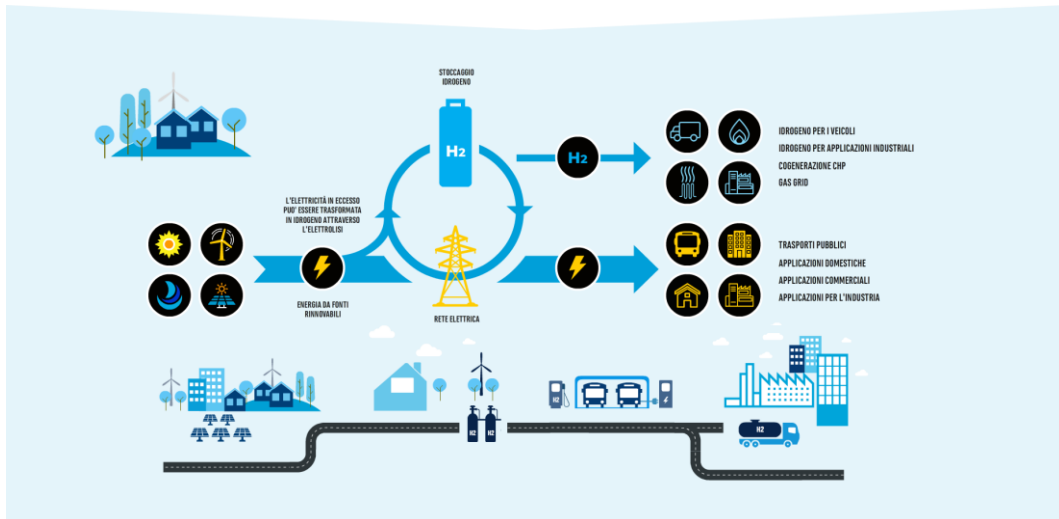 STOCCAGGIO
IDROGENO
H2
H2
IDROGENO PER I VEICOLI
IDROGENO PER APPLICAZIONI INDUSTRIALI
COGENERAZIONE CHP
GAS GRID
L'ELETTRICITÀ IN ECCESSO
PUO' ESSERE TRASFORMATA
IN IDROGENO ATTRAVERSO
L'ELETTROLISI
ENERGIA DA FONTI
RINNOVABILI
RETE ELETTRICA
TRASPORTI PUBBLICI
APPLICAZIONI DOMESTICHE
APPLICAZIONI COMMERCIALI
APPLICAZIONI PER L'INDUSTRIA
H2
H2 H2
H2